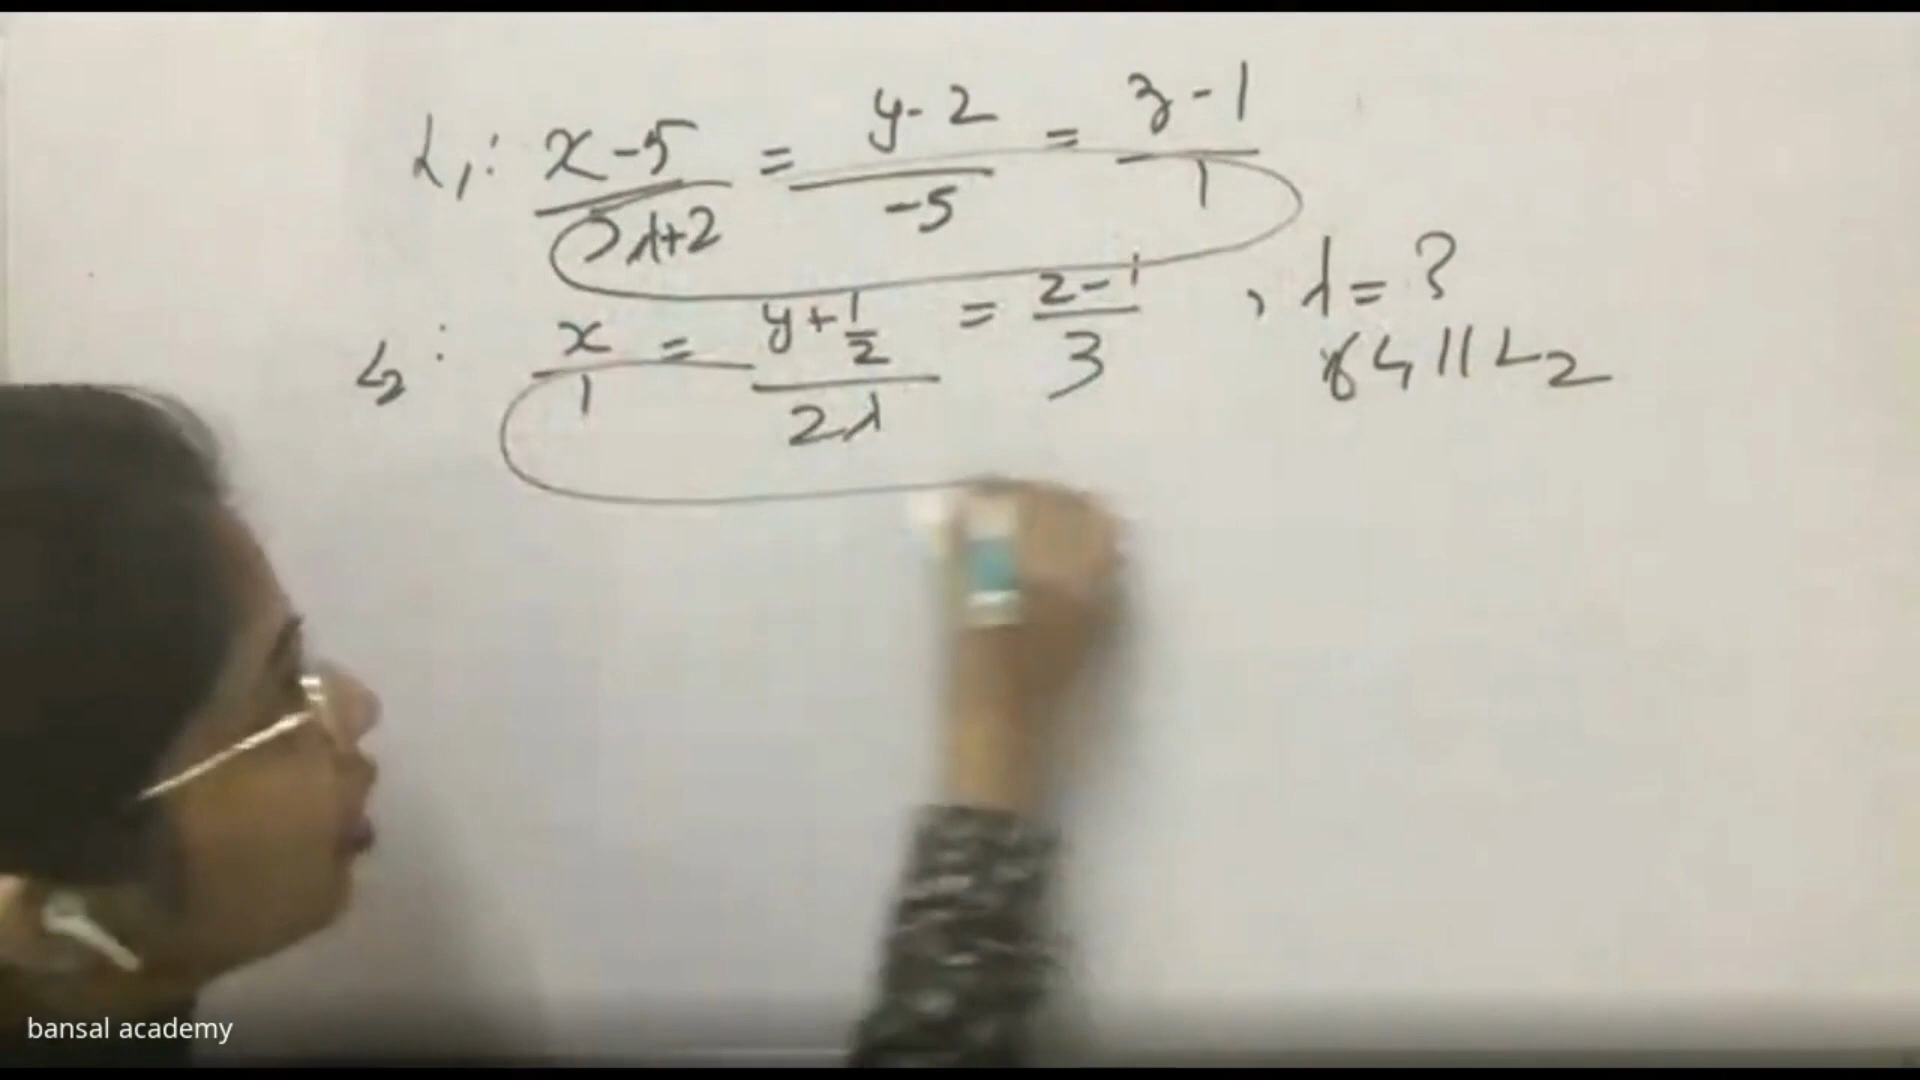 L₁: (x-5)/(5λ+2) = (y-2)/(-5) = (z-1)/1
L₂: x/1 = (y+1/2)/(2λ) = (z-1)/3 , λ = ?
L₁ || L₂
bansal academy